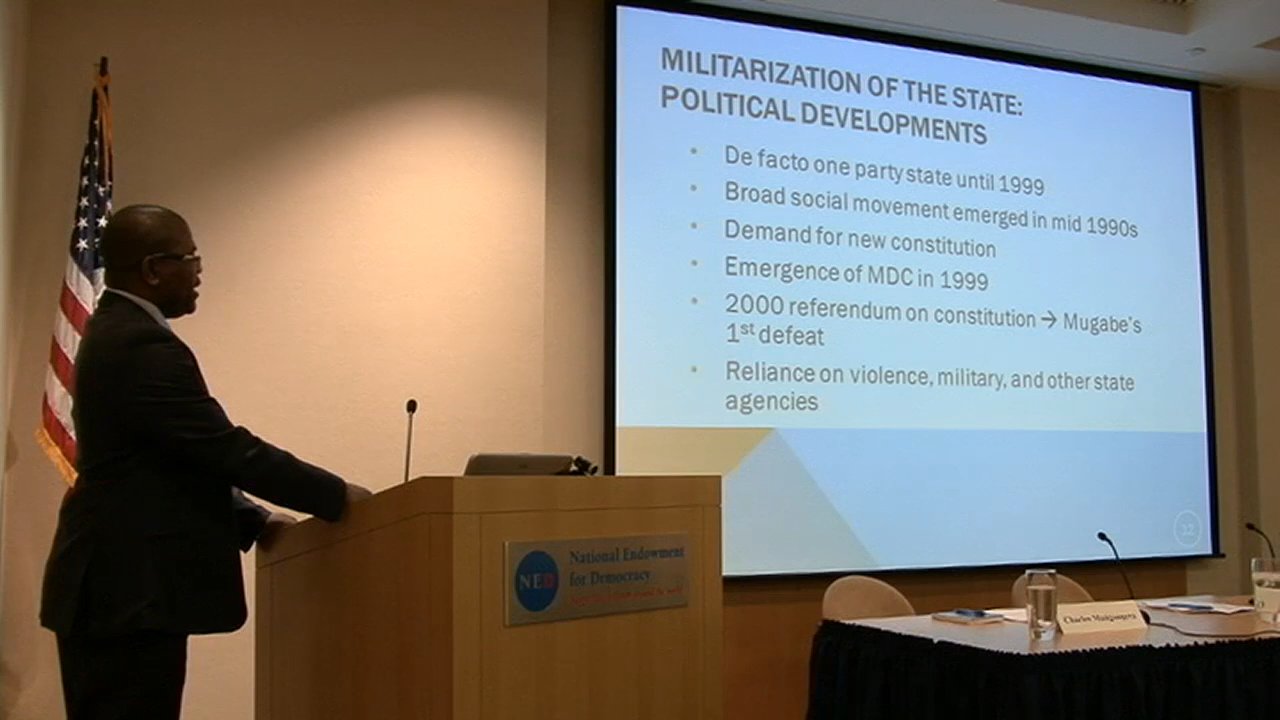 MILITARIZATION OF THE STATE:
POLITICAL DEVELOPMENTS
• De facto one party state until 1999
• Broad social movement emerged in mid 1990s
• Demand for new constitution
• Emergence of MDC in 1999
• 2000 referendum on constitution → Mugabe's
1st defeat
• Reliance on violence, military, and other state
agencies
12
NED
National Endowment
for Democracy
Charles